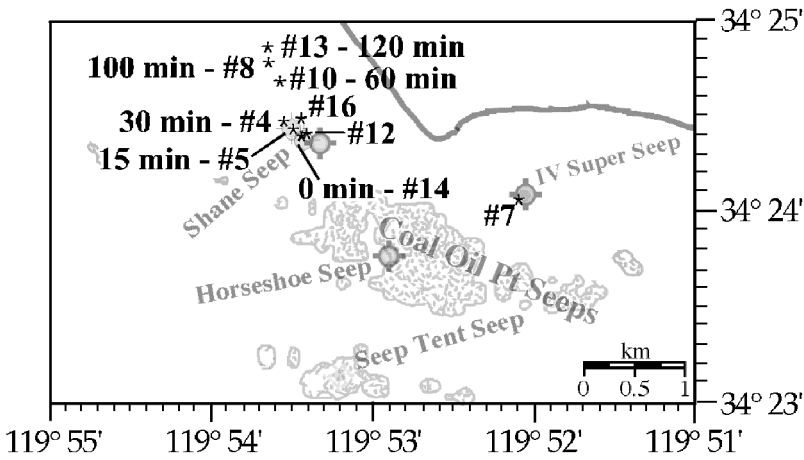 34° 25'
#13 - 120 min
100 min - #8
#10 - 60 min
#16
30 min - #4
#12
15 min - #5
0 min - #14
Shane Seep
IV Super Seep
#7
34° 24'
Coal Oil Pt Seeps
Horseshoe Seep
Seep Tent Seep
km
0 0.5 1
34° 23'
119° 55' 119° 54' 119° 53' 119° 52' 119° 51'